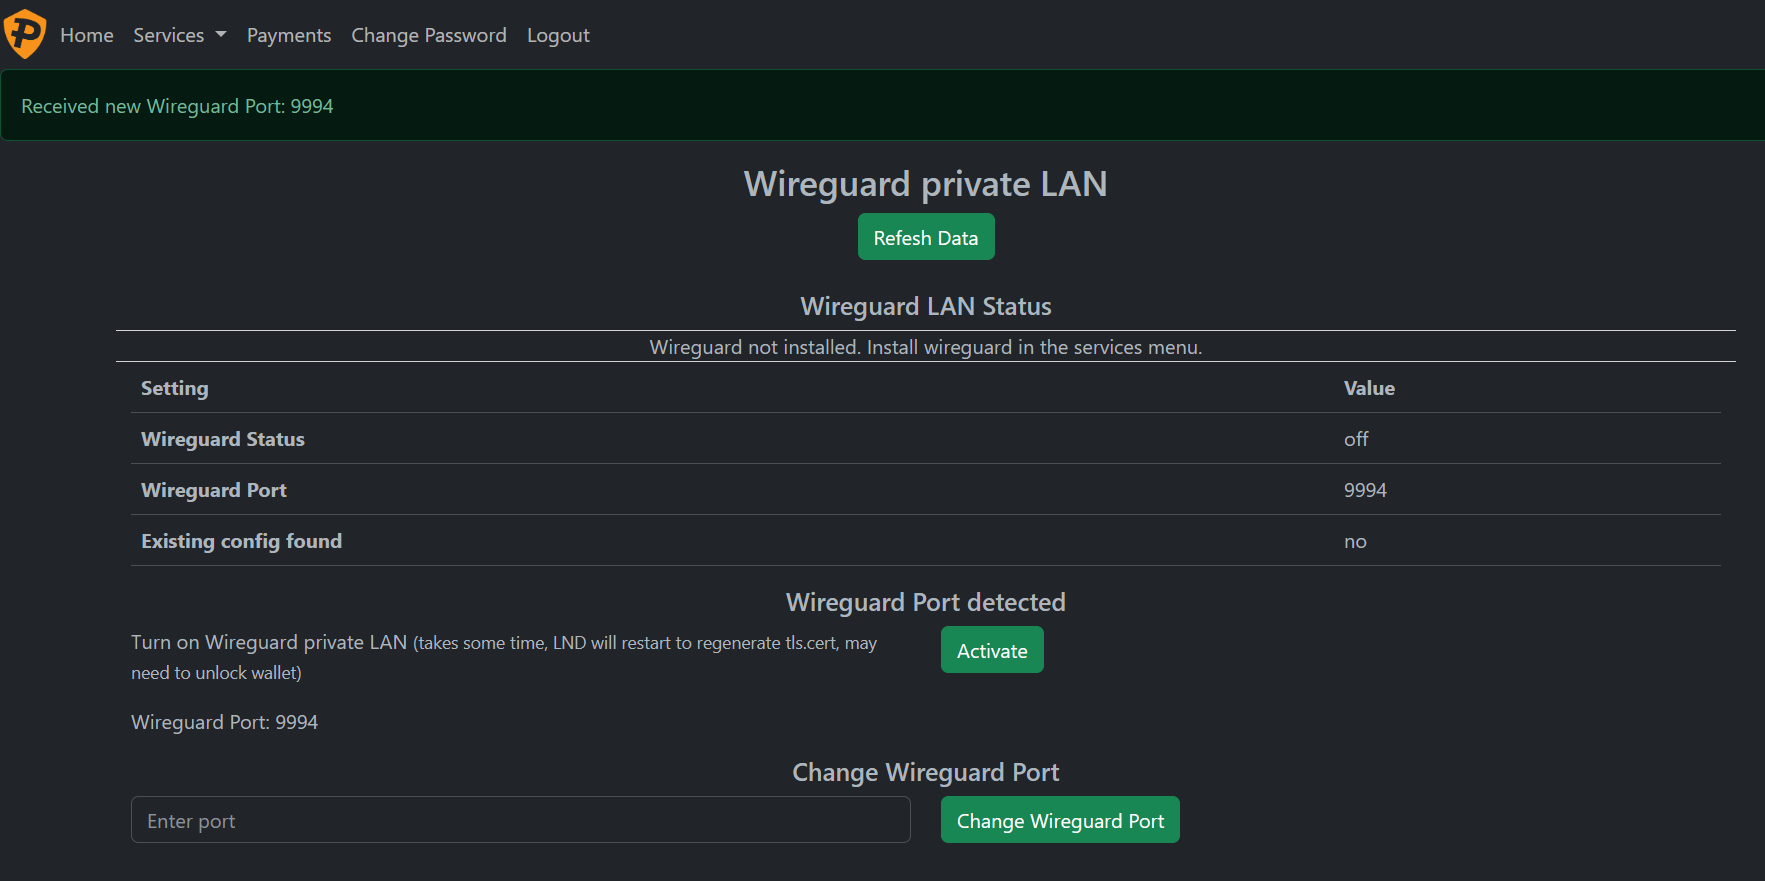 Home Services Payments Change Password Logout
Received new Wireguard Port: 9994
Wireguard private LAN
Refesh Data
Wireguard LAN Status
Wireguard not installed. Install wireguard in the services menu.
Setting Value
Wireguard Status off
Wireguard Port 9994
Existing config found no
Wireguard Port detected
Turn on Wireguard private LAN (takes some time, LND will restart to regenerate tls.cert, may
need to unlock wallet)
Activate
Wireguard Port: 9994
Change Wireguard Port
Enter port
Change Wireguard Port